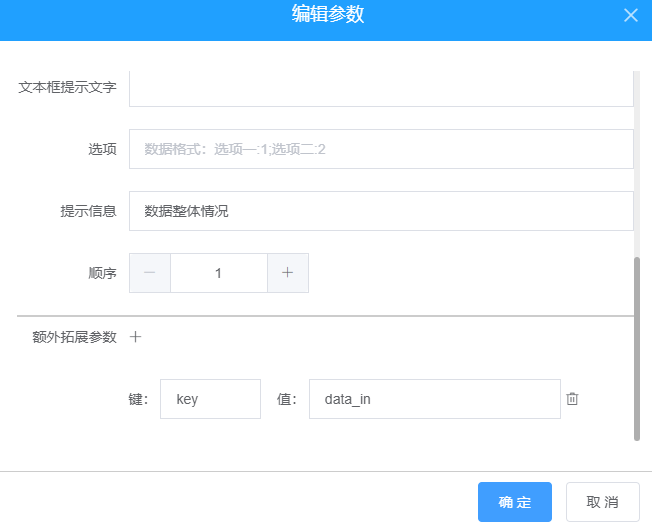 编辑参数
文本框提示文字
选项 数据格式：选项一:1;选项二:2
提示信息 数据整体情况
顺序 1
额外拓展参数
键： key 值： data_in
确 定 取 消